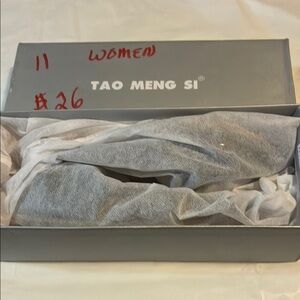 11 WOMEN
TAO MENG SI®
$26